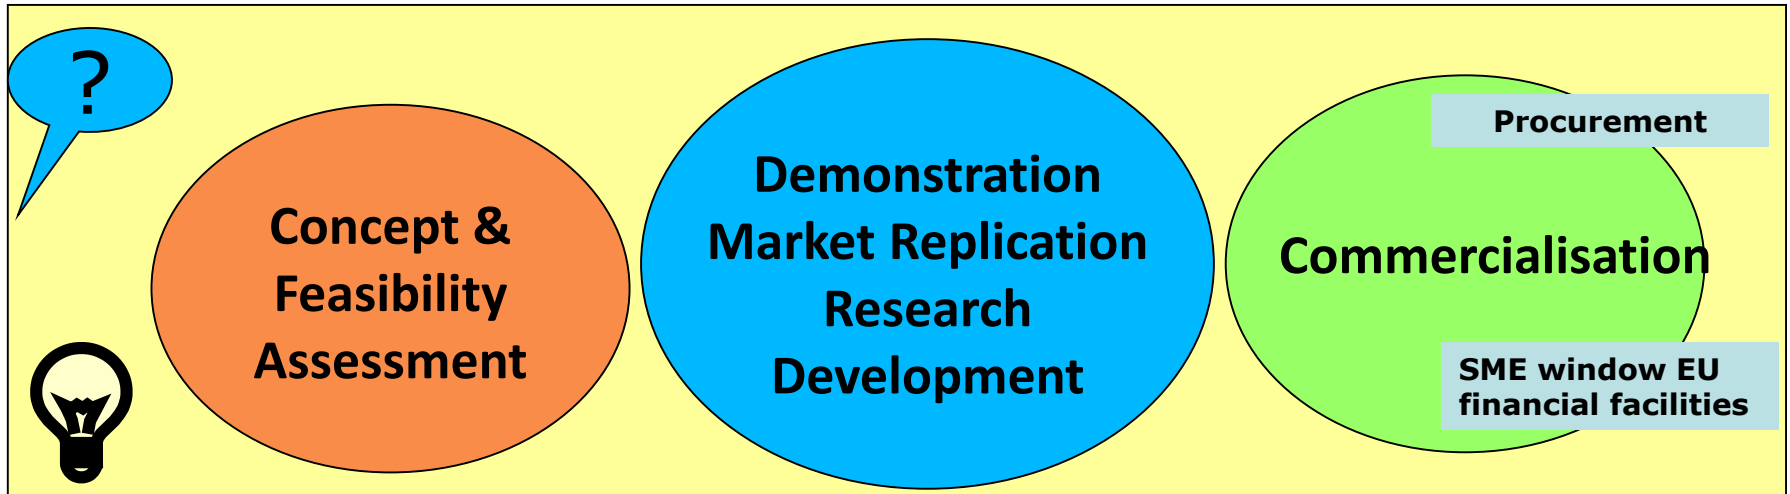 ?
Concept &
Feasibility
Assessment
Demonstration
Market Replication
Research
Development
Procurement
Commercialisation
SME window EU
financial facilities